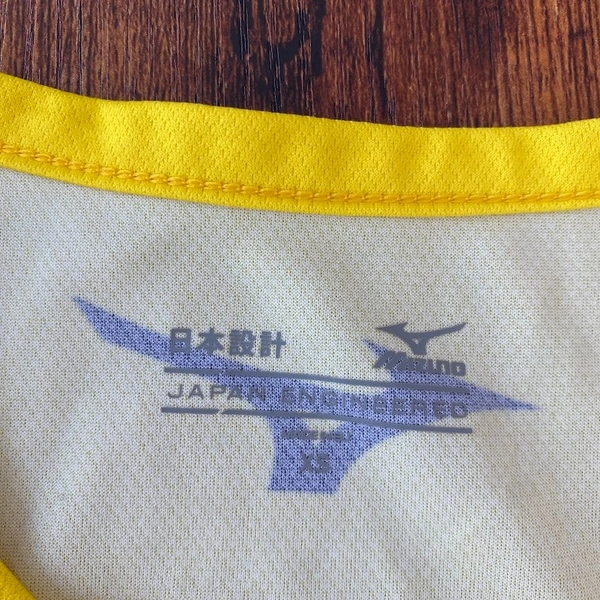 日本設計
MIZUNO
JAPAN ENGINEERED
XS